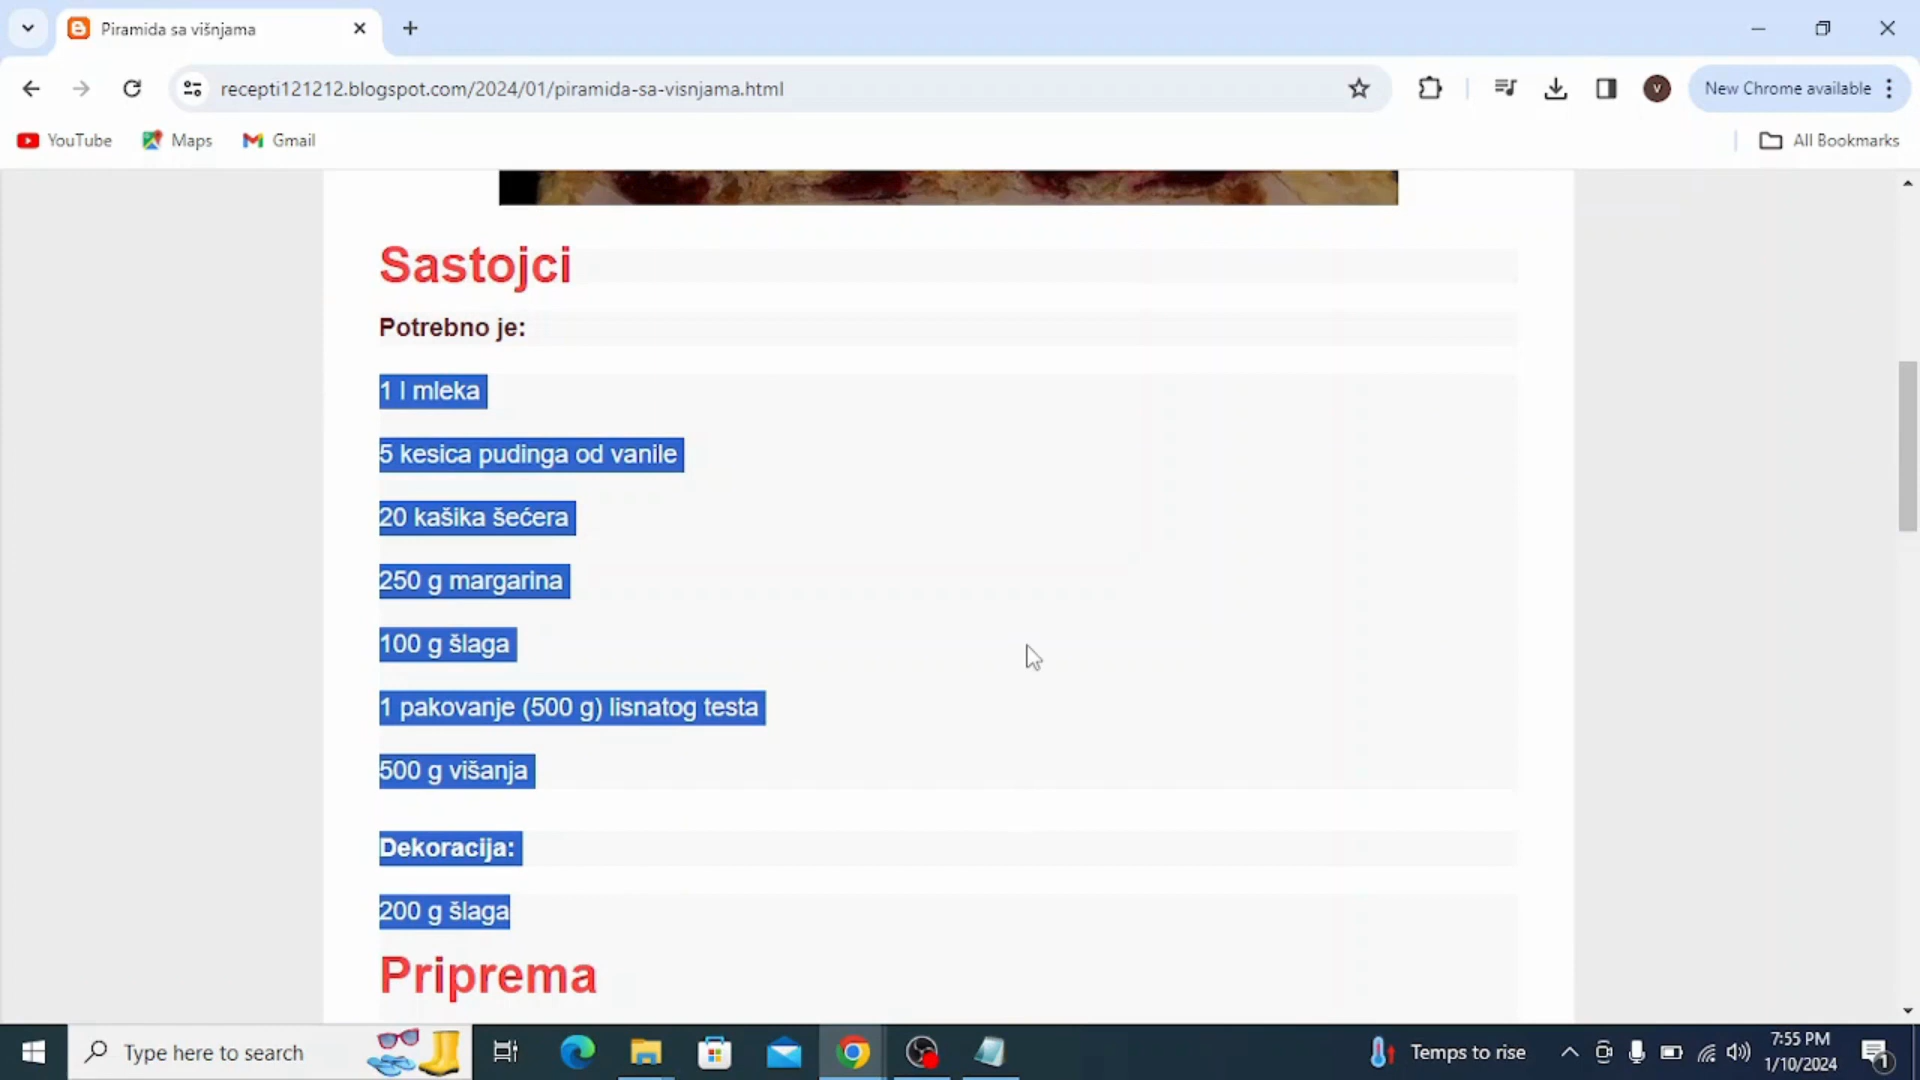 Piramida sa višnjama
recepti121212.blogspot.com/2024/01/piramida-sa-visnjama.html
V
New Chrome available
YouTube
Maps
Gmail
All Bookmarks
Sastojci
Potrebno je:
1 l mleka
5 kesica pudinga od vanile
20 kašika šećera
250 g margarina
100 g šlaga
1 pakovanje (500 g) lisnatog testa
500 g višanja
Dekoracija:
200 g šlaga
Priprema
Type here to search
Temps to rise
7:55 PM
1/10/2024
1